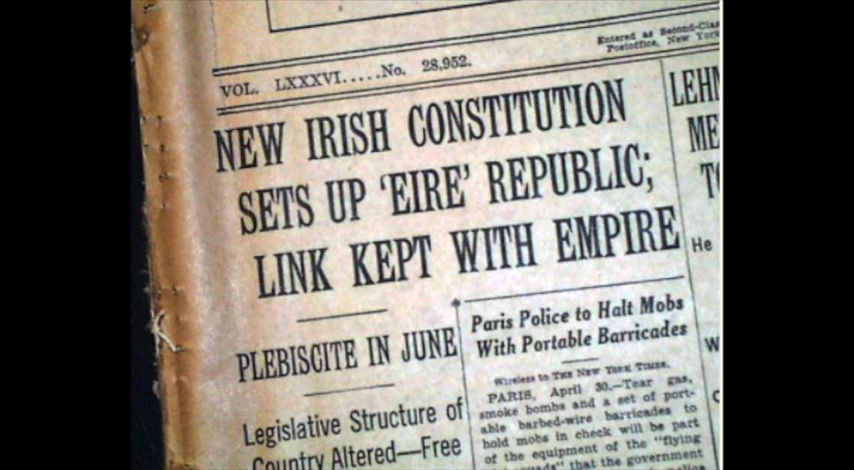 Entered as Second-Clas
Postoffice, New York
VOL. LXXXVI.....No. 28,952.
NEW IRISH CONSTITUTION
SETS UP 'EIRE' REPUBLIC;
LINK KEPT WITH EMPIRE
PLEBISCITE IN JUNE
Legislative Structure of
Country Altered—Free
Paris Police to Halt Mobs
With Portable Barricades
Wireless to THE NEW YORK TIMES.
PARIS, April 30.—Tear gas,
smoke bombs and a set of port-
able barbed-wire barricades to
hold mobs in check will be part
of the equipment of the "flying
that the government
LEH
ME
TO
He
W